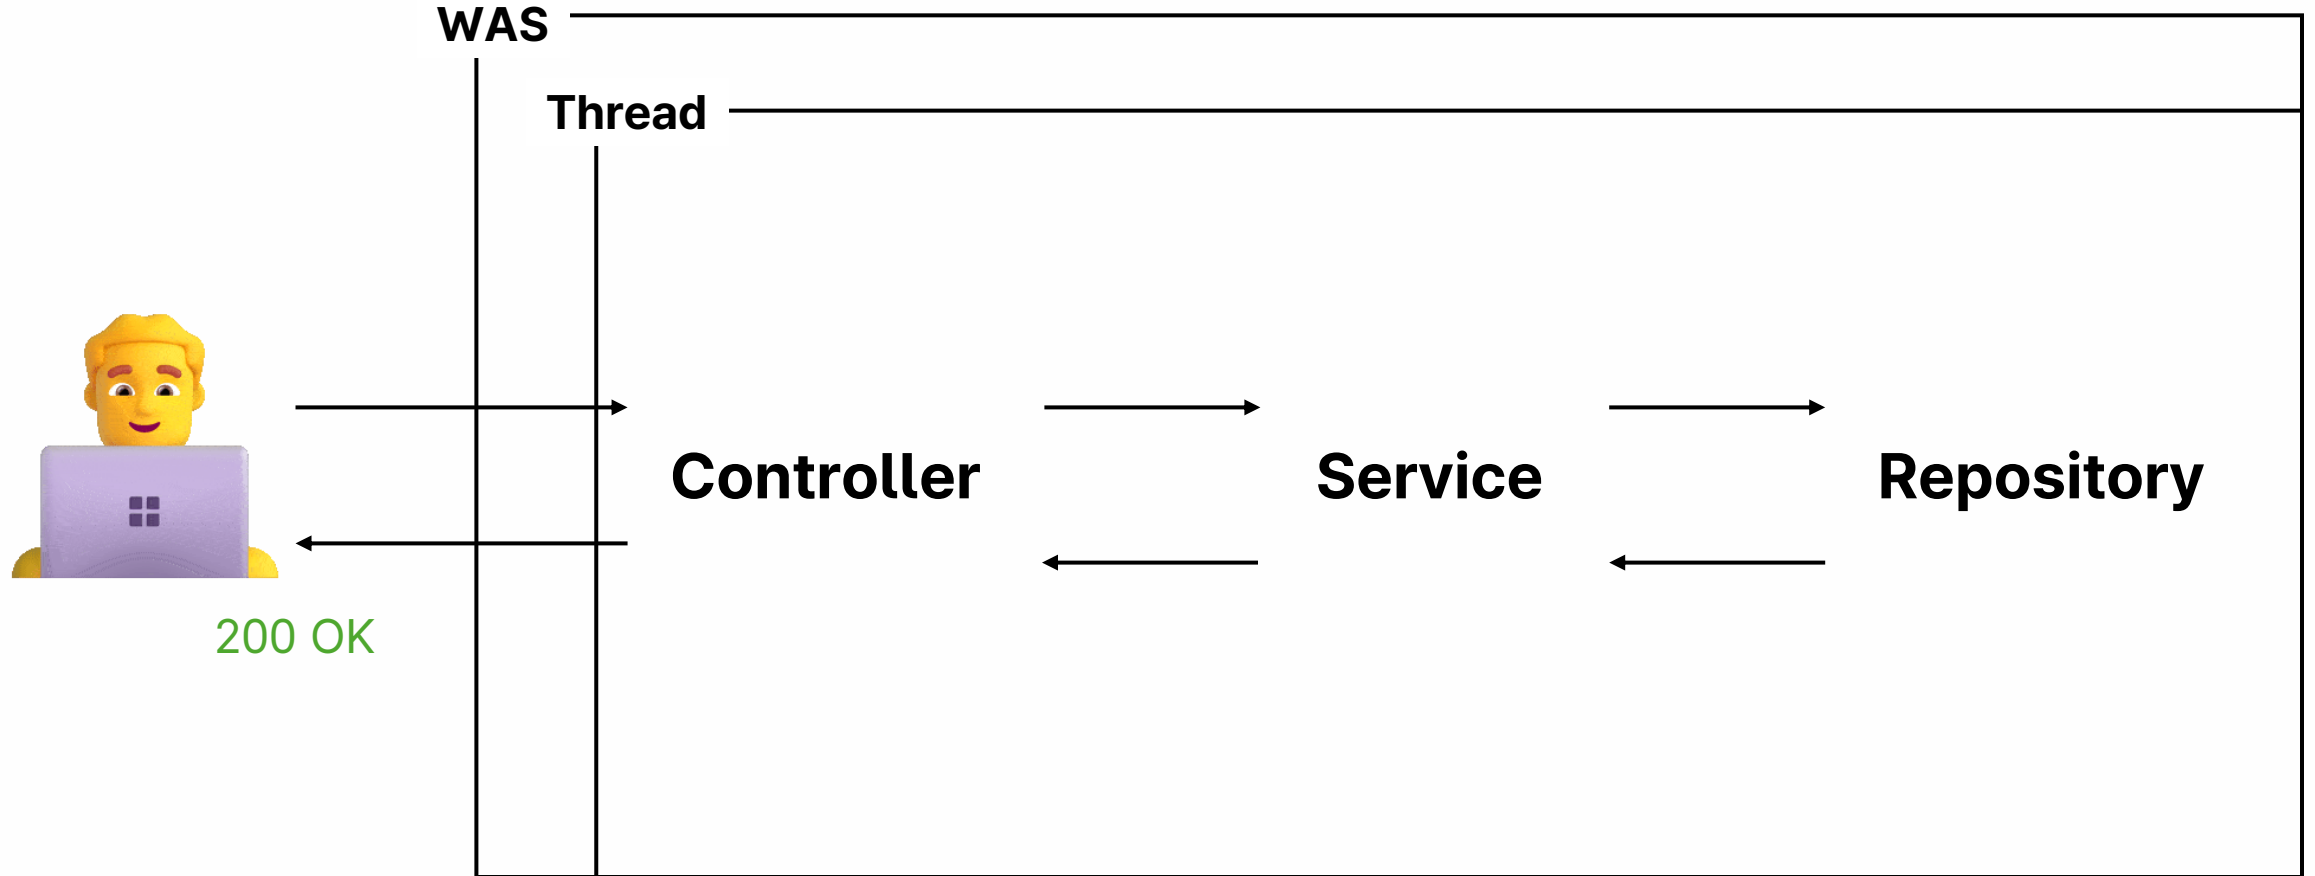 WAS
Thread
Controller
Service
Repository
200 OK